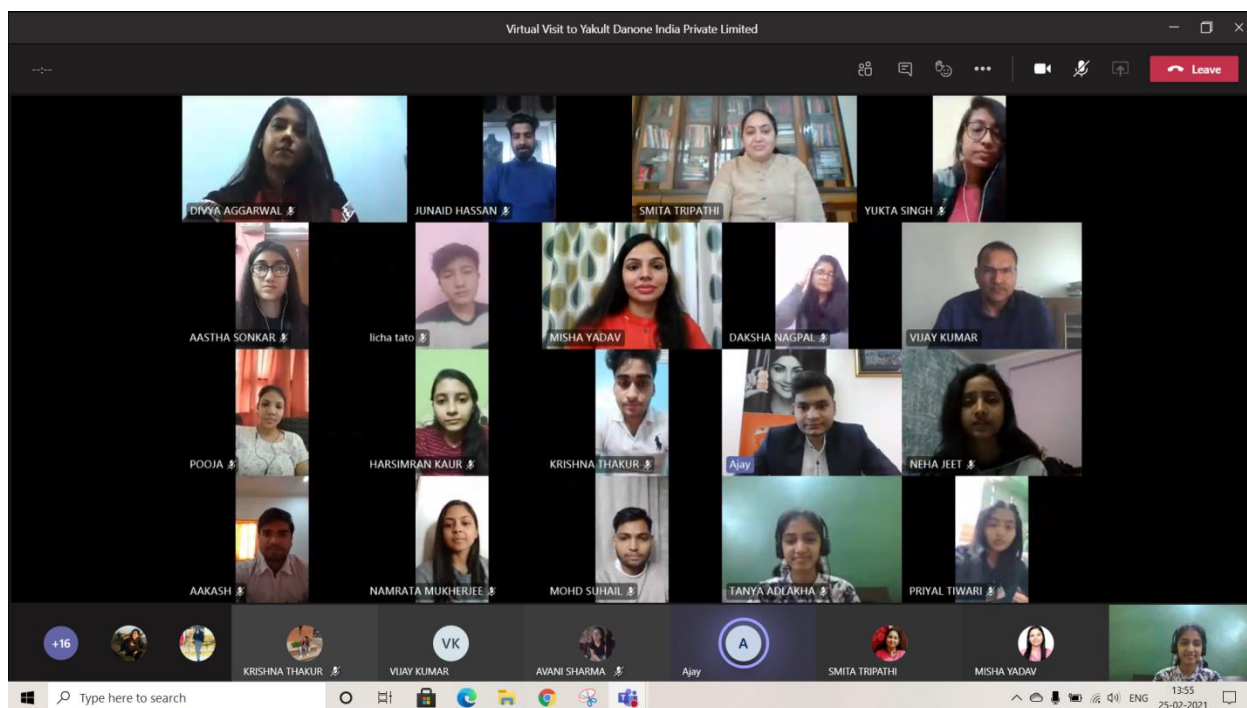 Virtual Visit to Yakult Danone India Private Limited
--:--
Leave
DIVYA AGGARWAL
JUNAID HASSAN
SMITA TRIPATHI
YUKTA SINGH
AASTHA SONKAR
licha tato
MISHA YADAV
DAKSHA NAGPAL
VIJAY KUMAR
POOJA
HARSIMRAN KAUR
KRISHNA THAKUR
Ajay
NEHA JEET
AAKASH
NAMRATA MUKHERJEE
MOHD SUHAIL
TANYA ADLAKHA
PRIYAL TIWARI
+16
KRISHNA THAKUR
VK
VIJAY KUMAR
AVANI SHARMA
A
Ajay
SMITA TRIPATHI
MISHA YADAV
Type here to search
ENG
13:55
25-02-2021